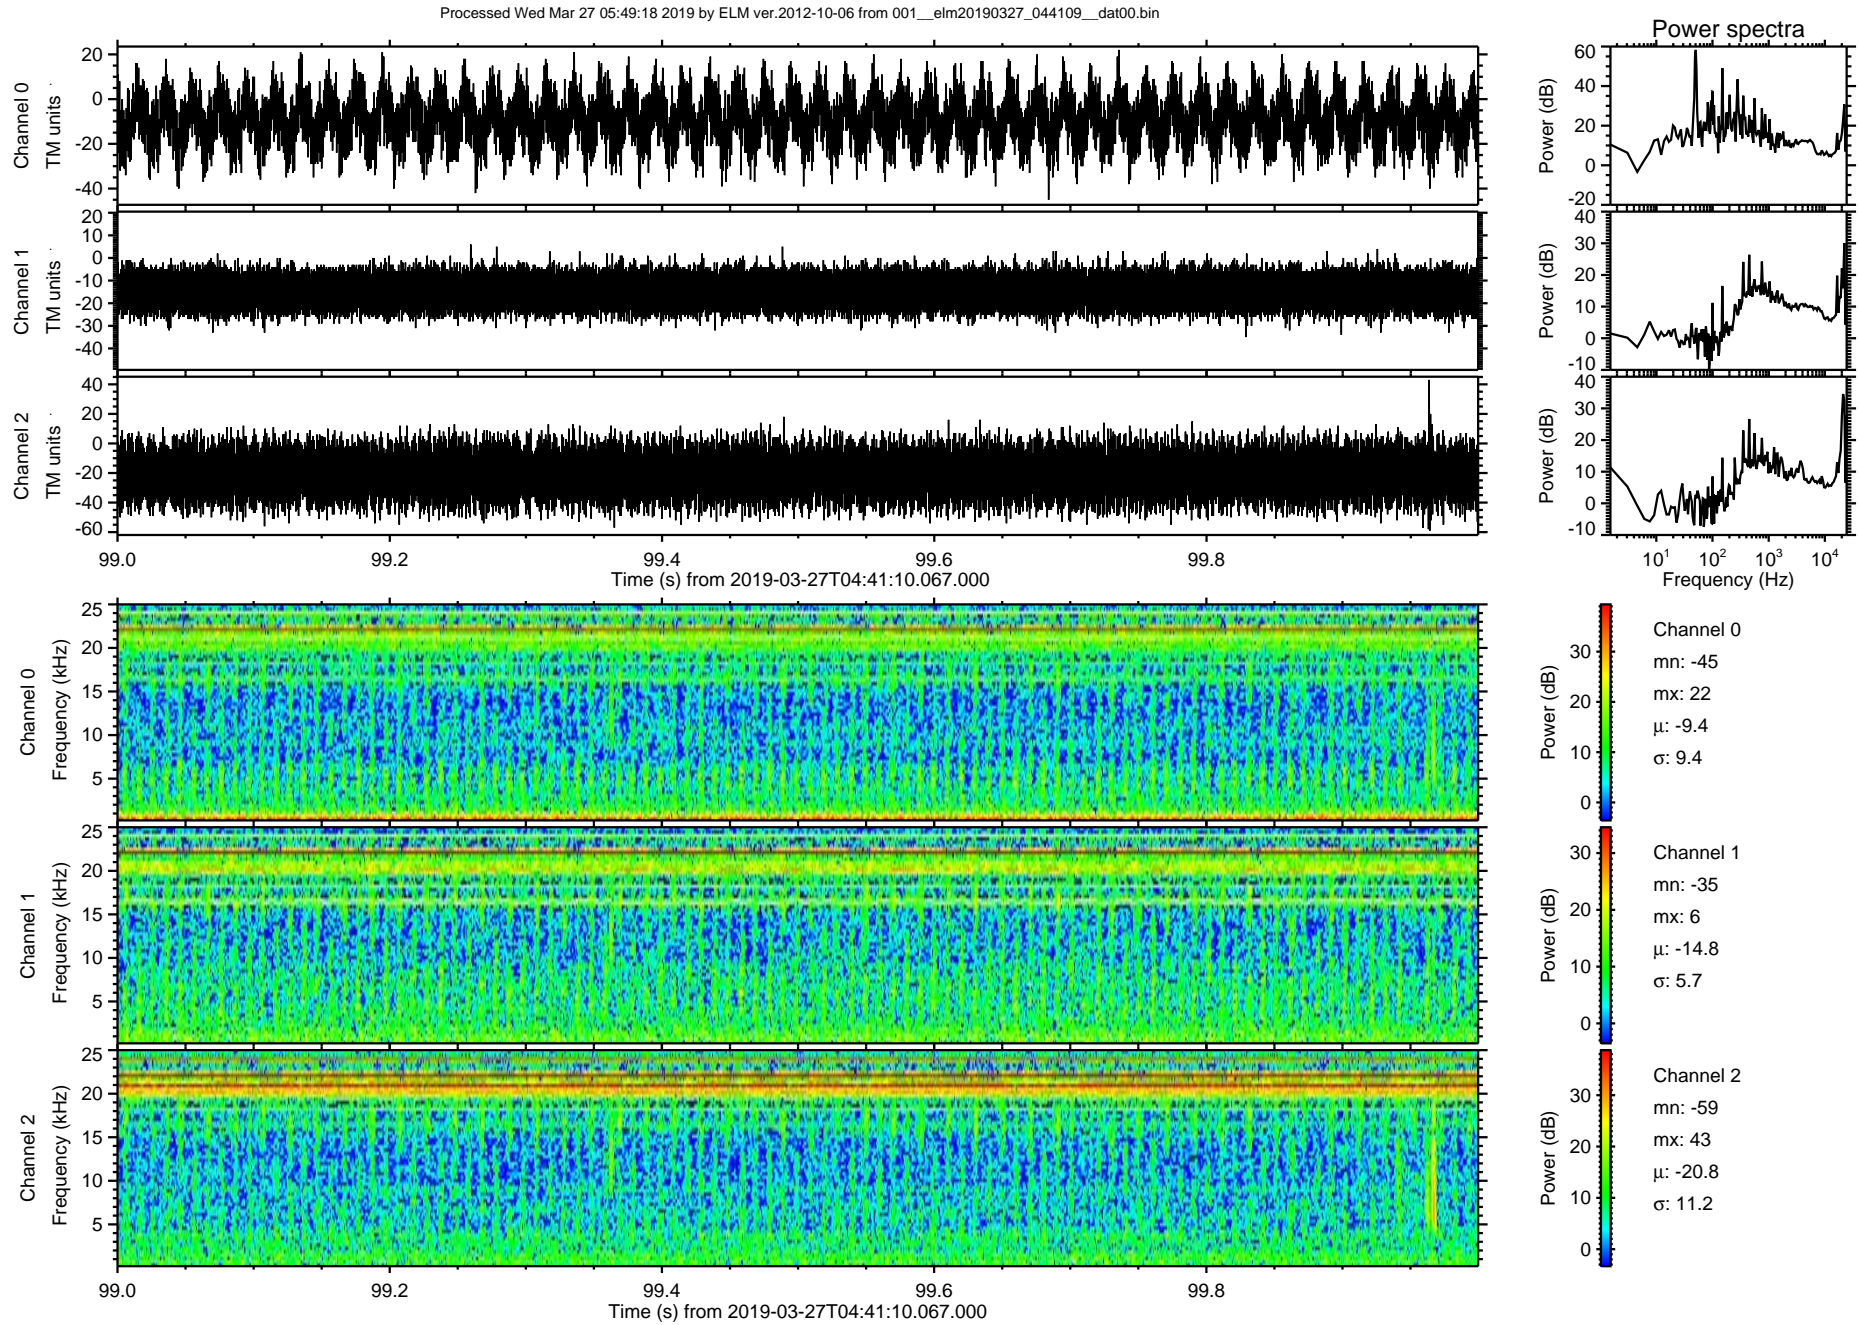 Processed Wed Mar 27 05:49:18 2019 by ELM ver.2012-10-06 from 001__elm20190327_044109__dat00.bin
Power spectra
Channel 0
TM units
20
0
-20
-40
Power (dB)
60
40
20
0
-20
Channel 1
TM units
20
10
0
-10
-20
-30
-40
Power (dB)
40
30
20
10
0
-10
Channel 2
TM units
40
20
0
-20
-40
-60
Power (dB)
40
30
20
10
0
-10
99.0 99.2 99.4 99.6 99.8
Time (s) from 2019-03-27T04:41:10.067.000
10¹ 10² 10³ 10⁴
Frequency (Hz)
Channel 0
Frequency (kHz)
25
20
15
10
5
Power (dB)
30
20
10
0
Channel 0
mn: -45
mx: 22
μ: -9.4
σ: 9.4
Channel 1
Frequency (kHz)
25
20
15
10
5
Power (dB)
30
20
10
0
Channel 1
mn: -35
mx: 6
μ: -14.8
σ: 5.7
Channel 2
Frequency (kHz)
25
20
15
10
5
Power (dB)
30
20
10
0
Channel 2
mn: -59
mx: 43
μ: -20.8
σ: 11.2
99.0 99.2 99.4 99.6 99.8
Time (s) from 2019-03-27T04:41:10.067.000